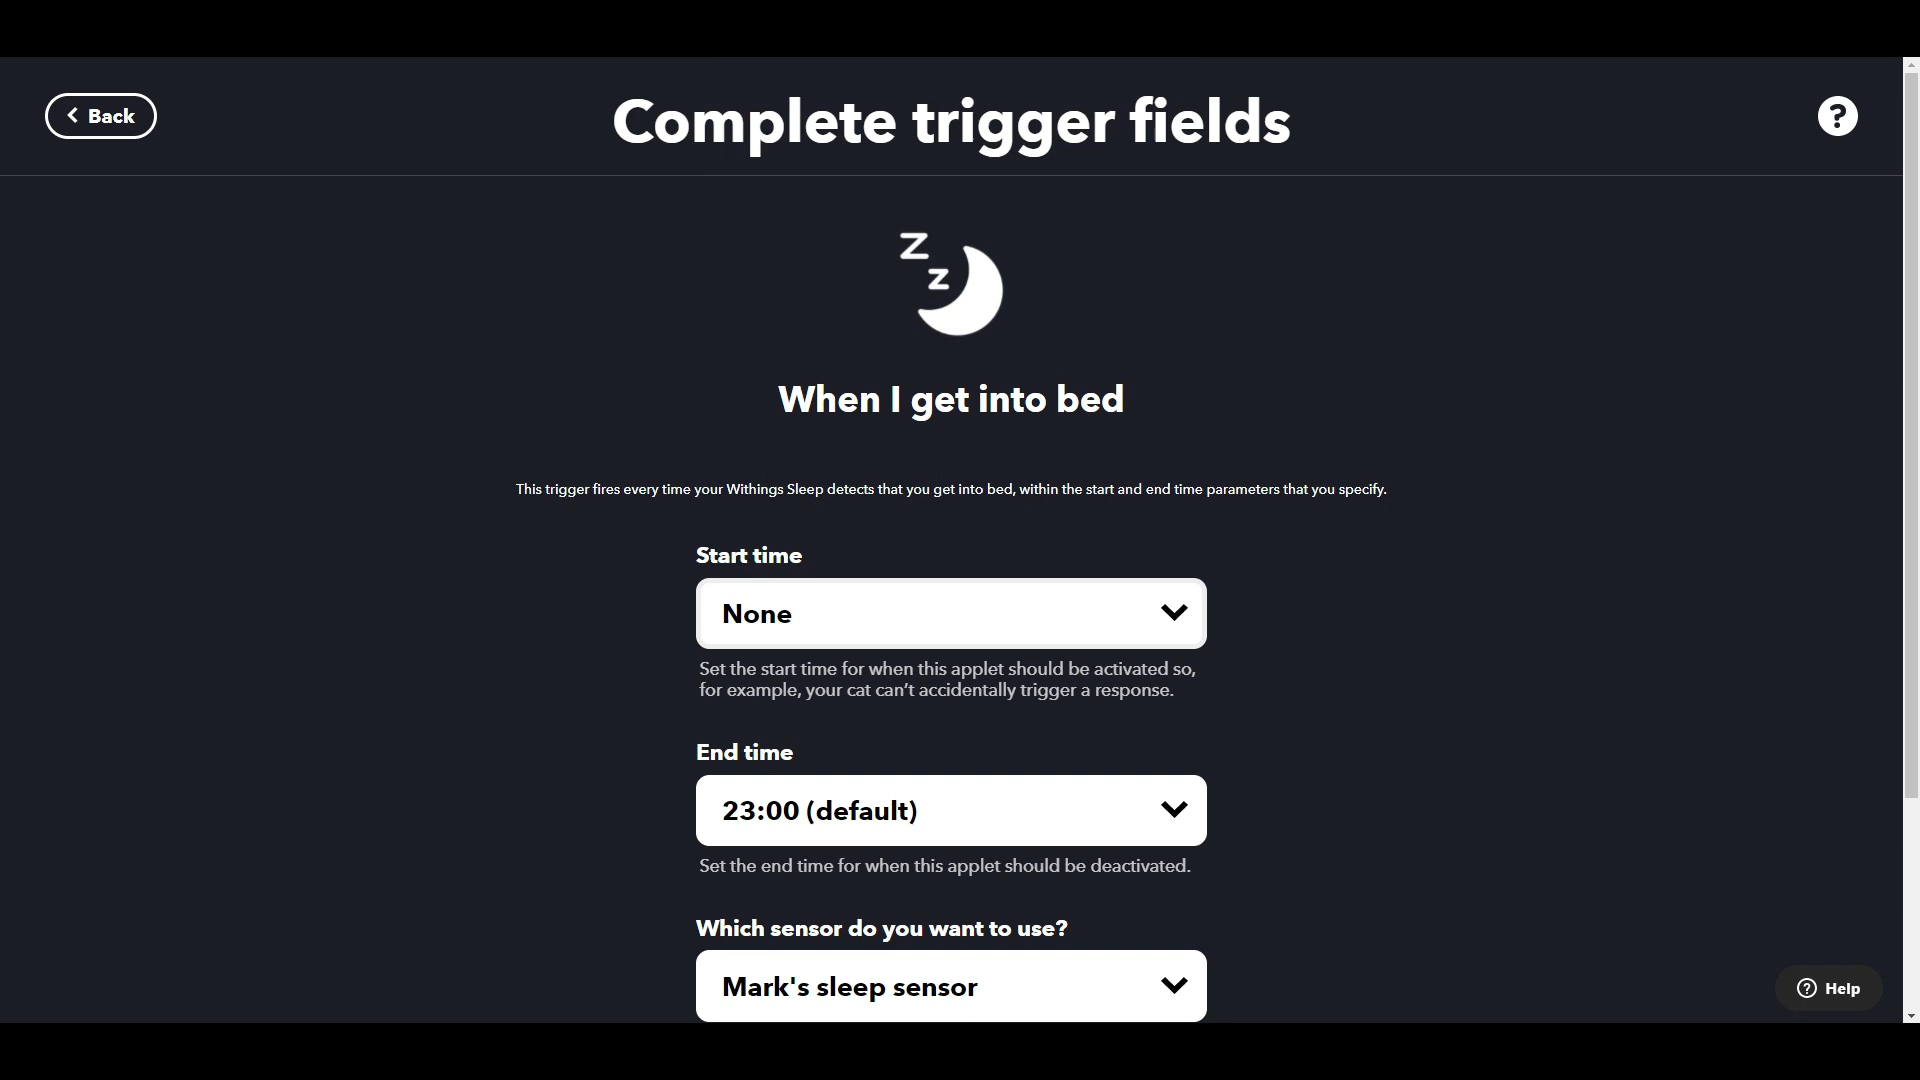 Back
Complete trigger fields
?
Z
Z
When I get into bed
This trigger fires every time your Withings Sleep detects that you get into bed, within the start and end time parameters that you specify.
Start time
None
Set the start time for when this applet should be activated so,
for example, your cat can't accidentally trigger a response.
End time
23:00 (default)
Set the end time for when this applet should be deactivated.
Which sensor do you want to use?
Mark's sleep sensor
? Help